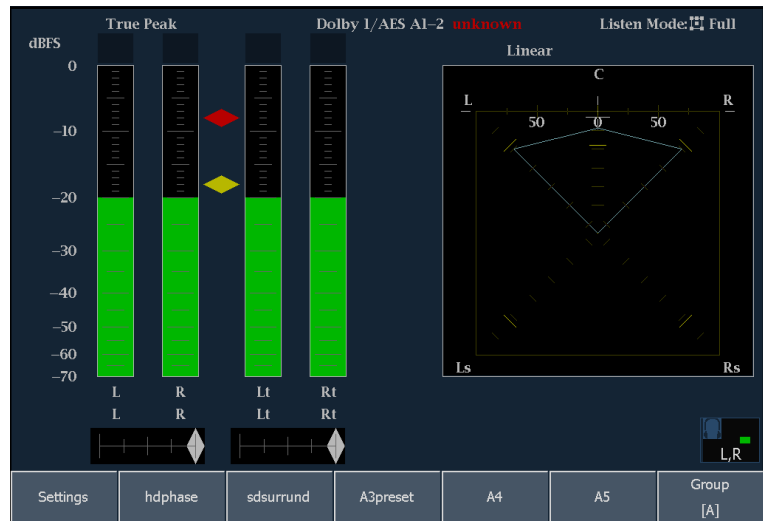 True Peak Dolby 1/AES A1–2 unknown Listen Mode: Full
dBFS
Linear
0
−10
−20
−30
−40
−50
−60
−70
L R Lt Rt
L R Lt Rt
C
L R
50 0 50
Ls Rs
L,R
Settings hdphase sdsurrund A3preset A4 A5 Group
[A]